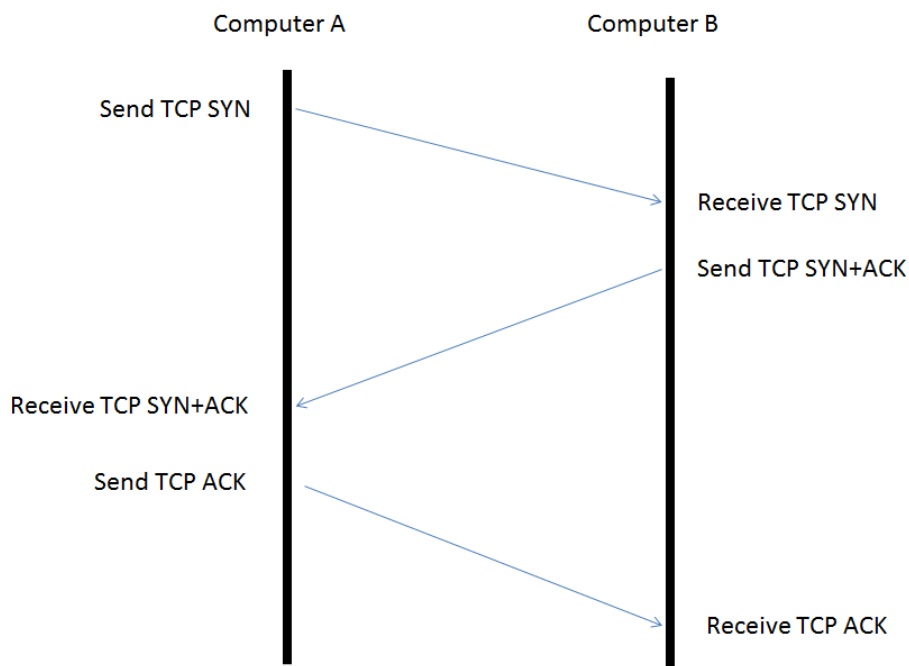 Computer A
Computer B
Send TCP SYN
Receive TCP SYN
Send TCP SYN+ACK
Receive TCP SYN+ACK
Send TCP ACK
Receive TCP ACK